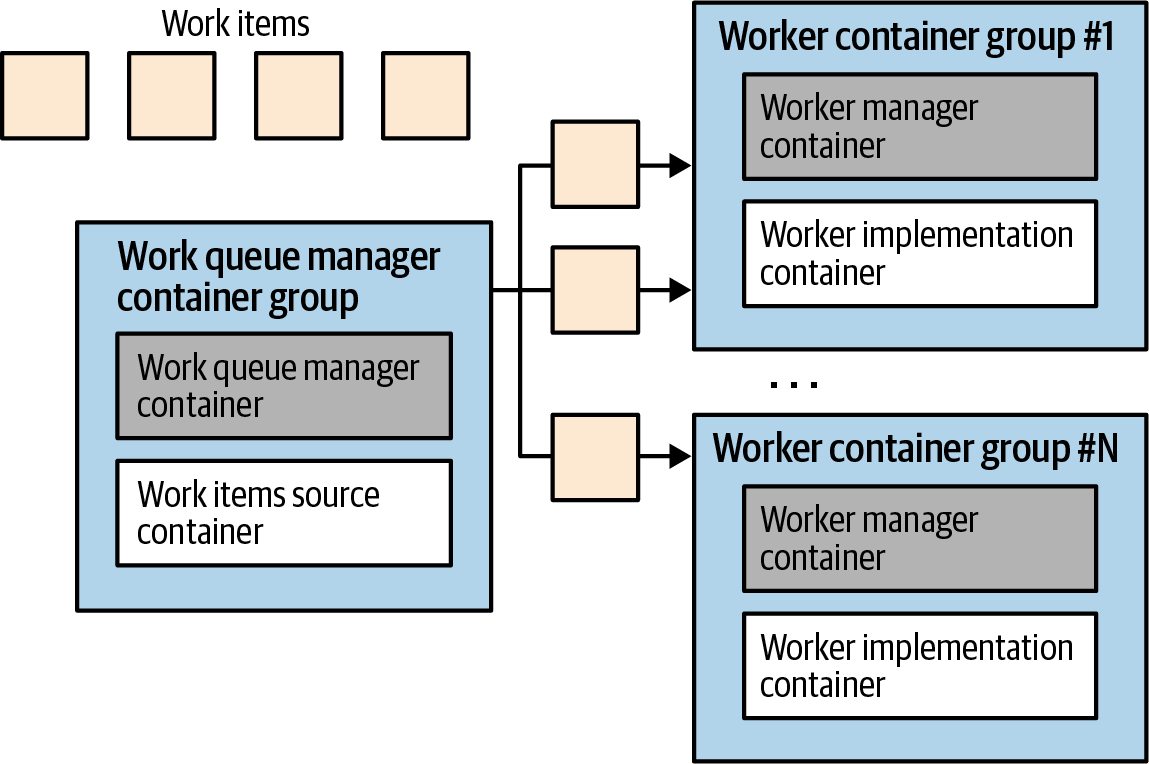 Work items
Work queue manager
container group
Work queue manager
container
Work items source
container
Worker container group #1
Worker manager
container
Worker implementation
container
...
Worker container group #N
Worker manager
container
Worker implementation
container